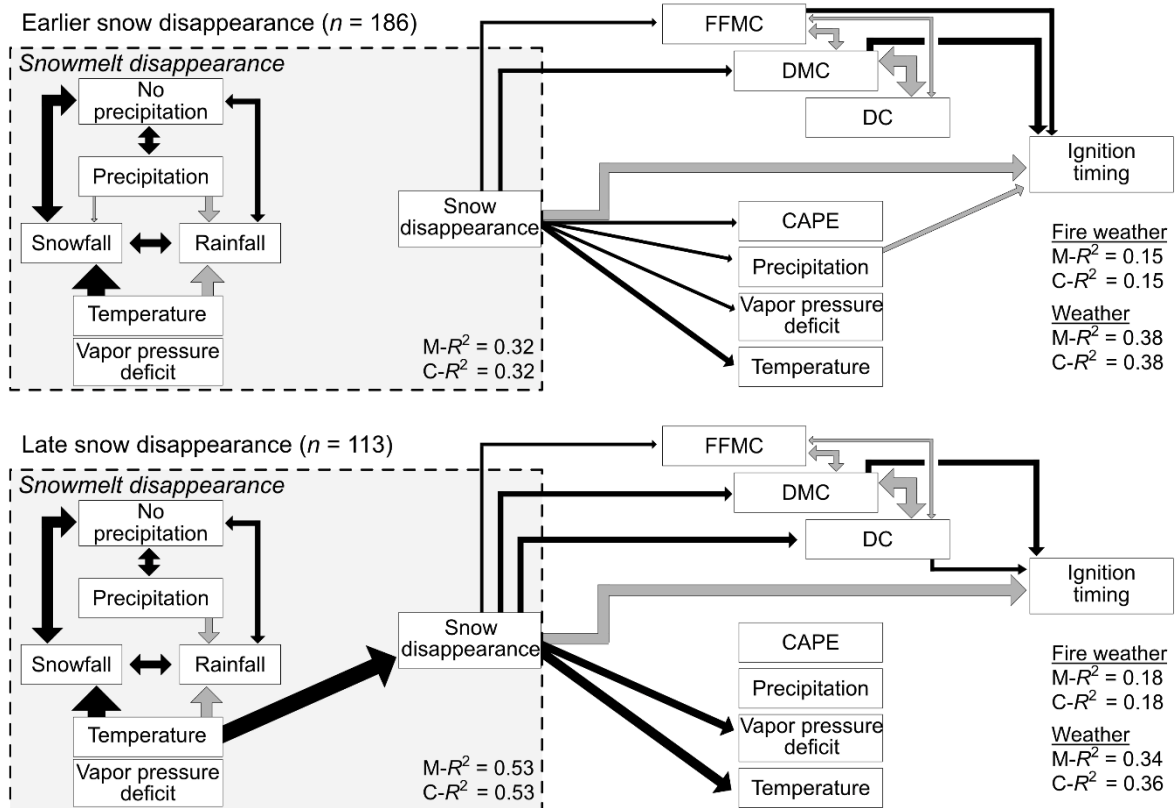 Earlier snow disappearance (n = 186)
Snowmelt disappearance
No
precipitation
Precipitation
Snowfall
Rainfall
Temperature
Vapor pressure
deficit
M-R² = 0.32
C-R² = 0.32
Snow
disappearance
FFMC
DMC
DC
CAPE
Precipitation
Vapor pressure
deficit
Temperature
Ignition
timing
Fire weather
M-R² = 0.15
C-R² = 0.15
Weather
M-R² = 0.38
C-R² = 0.38
Late snow disappearance (n = 113)
Snowmelt disappearance
No
precipitation
Precipitation
Snowfall
Rainfall
Temperature
Vapor pressure
deficit
M-R² = 0.53
C-R² = 0.53
Snow
disappearance
FFMC
DMC
DC
CAPE
Precipitation
Vapor pressure
deficit
Temperature
Ignition
timing
Fire weather
M-R² = 0.18
C-R² = 0.18
Weather
M-R² = 0.34
C-R² = 0.36